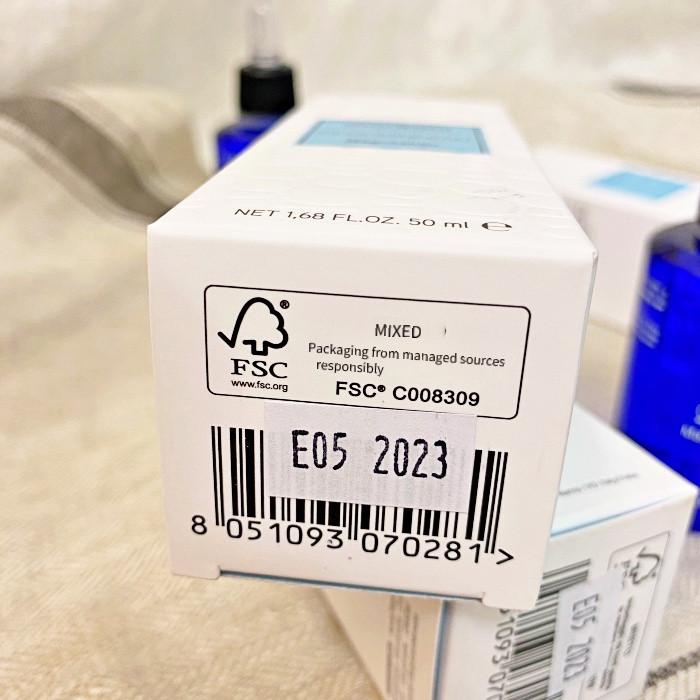 NET 1,68 FL.OZ. 50 ml ℮
FSC®
www.fsc.org
MIXED
Packaging from managed sources
responsibly
FSC® C008309
E05 2023
8 051093 070281 >
E05 2023